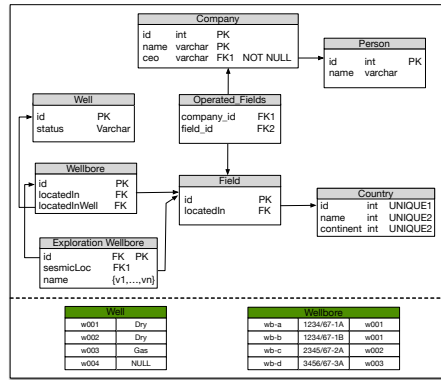 Company
id int PK
name varchar PK
ceo varchar FK1 NOT NULL
Person
id int PK
name varchar
Well
id PK
status Varchar
Operated_Fields
company_id FK1
field_id FK2
Wellbore
id PK
locatedIn FK
locatedInWell FK
Field
id PK
locatedIn FK
Country
id int UNIQUE1
name int UNIQUE2
continent int UNIQUE2
Exploration Wellbore
id FK PK
sesmicLoc FK1
name {v1,...,vn}
Well
w001 Dry
w002 Dry
w003 Gas
w004 NULL
Wellbore
wb-a 1234/67-1A w001
wb-b 1234/67-1B w001
wb-c 2345/67-2A w002
wb-d 3456/67-3A w003